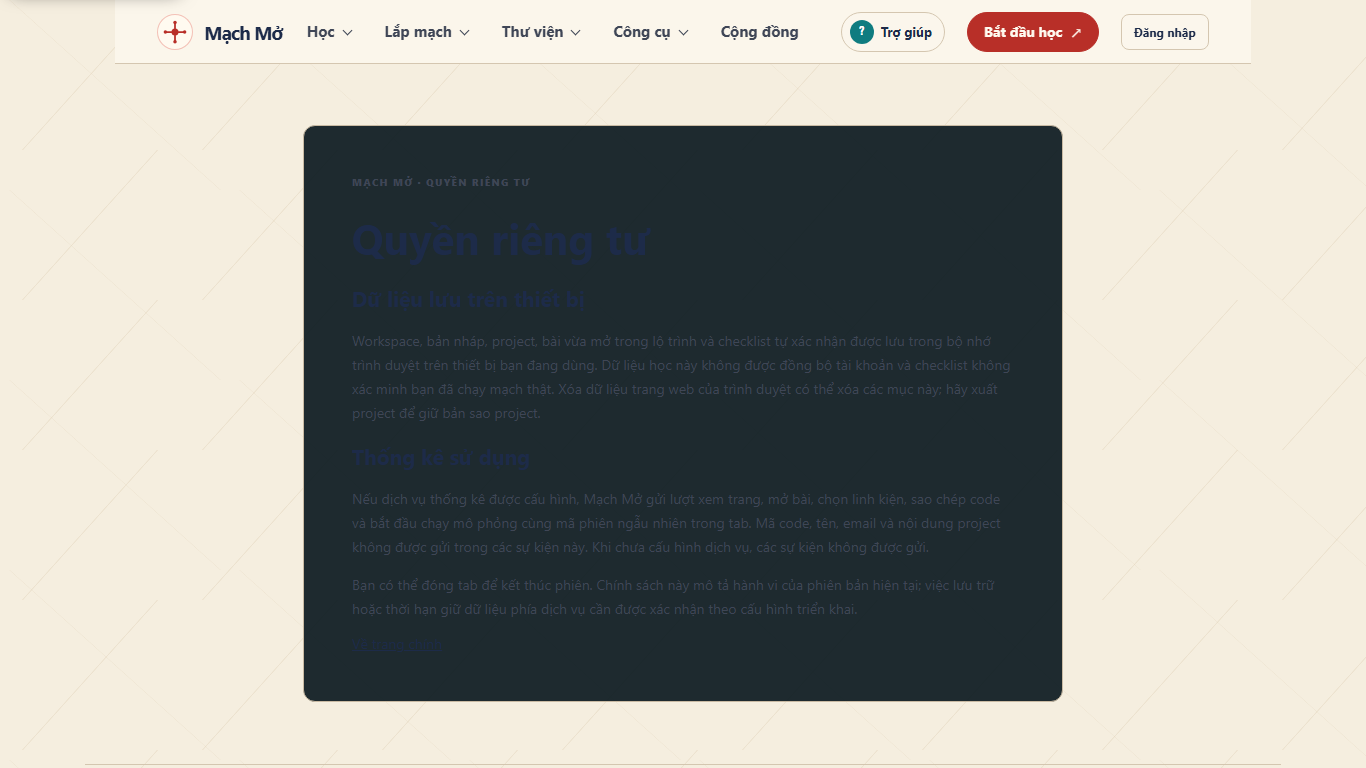 Mạch Mở
Học
Lắp mạch
Thư viện
Công cụ
Cộng đồng
? Trợ giúp
Bắt đầu học ↗
Đăng nhập
MẠCH MỞ · QUYỀN RIÊNG TƯ
Quyền riêng tư
Dữ liệu lưu trên thiết bị
Workspace, bản nháp, project, bài vừa mở trong lộ trình và checklist tự xác nhận được lưu trong bộ nhớ
trình duyệt trên thiết bị bạn đang dùng. Dữ liệu học này không được đồng bộ tài khoản và checklist không
xác minh bạn đã chạy mạch thật. Xóa dữ liệu trang web của trình duyệt có thể xóa các mục này; hãy xuất
project để giữ bản sao project.
Thống kê sử dụng
Nếu dịch vụ thống kê được cấu hình, Mạch Mở gửi lượt xem trang, mở bài, chọn linh kiện, sao chép code
và bắt đầu chạy mô phỏng cùng mã phiên ngẫu nhiên trong tab. Mã code, tên, email và nội dung project
không được gửi trong các sự kiện này. Khi chưa cấu hình dịch vụ, các sự kiện không được gửi.
Bạn có thể đóng tab để kết thúc phiên. Chính sách này mô tả hành vi của phiên bản hiện tại; việc lưu trữ
hoặc thời hạn giữ dữ liệu phía dịch vụ cần được xác nhận theo cấu hình triển khai.